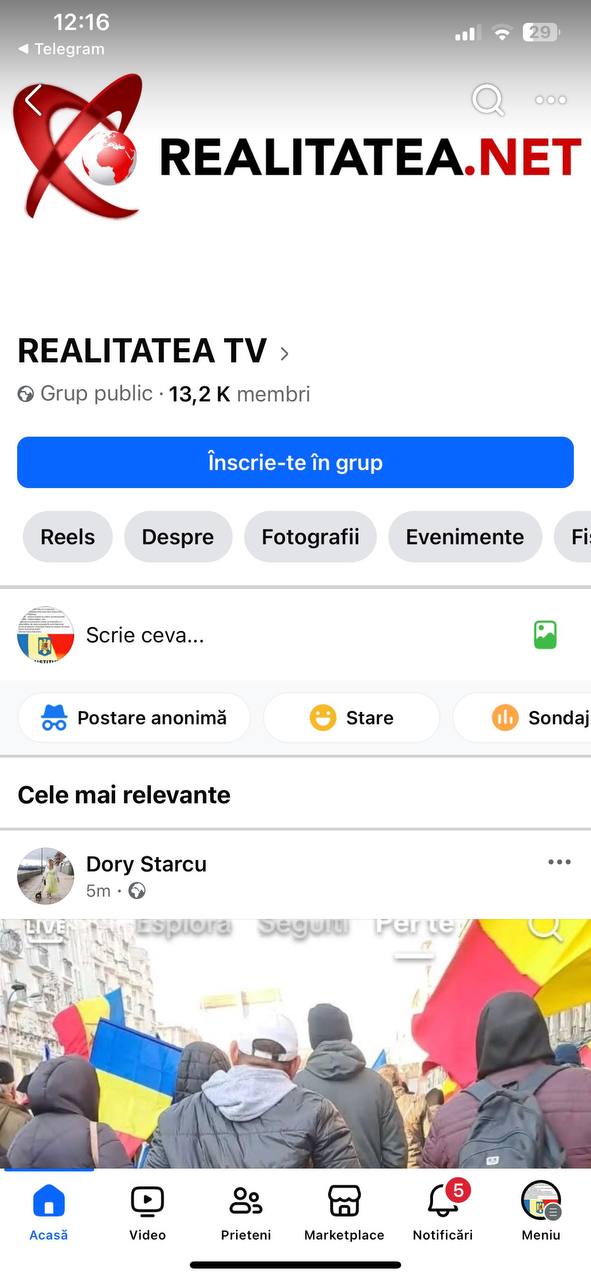 12:16
29
◀ Telegram
REALITATEA.NET
REALITATEA TV
Grup public · 13,2 K membri
Înscrie-te în grup
Reels
Despre
Fotografii
Evenimente
Scrie ceva...
Postare anonimă
Stare
Sondaj
Cele mai relevante
Dory Starcu
5m
LIVE
Esplora
Seguiti
Per te
5
Acasă
Video
Prieteni
Marketplace
Notificări
Meniu